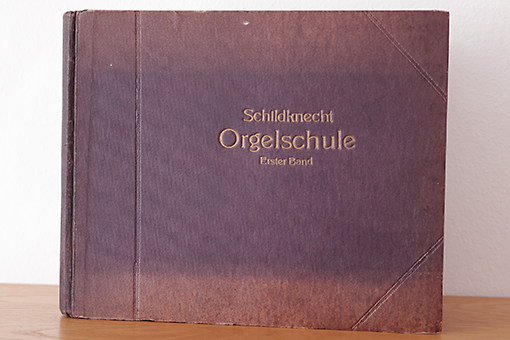 Schildknecht
Orgelschule
Erster Band